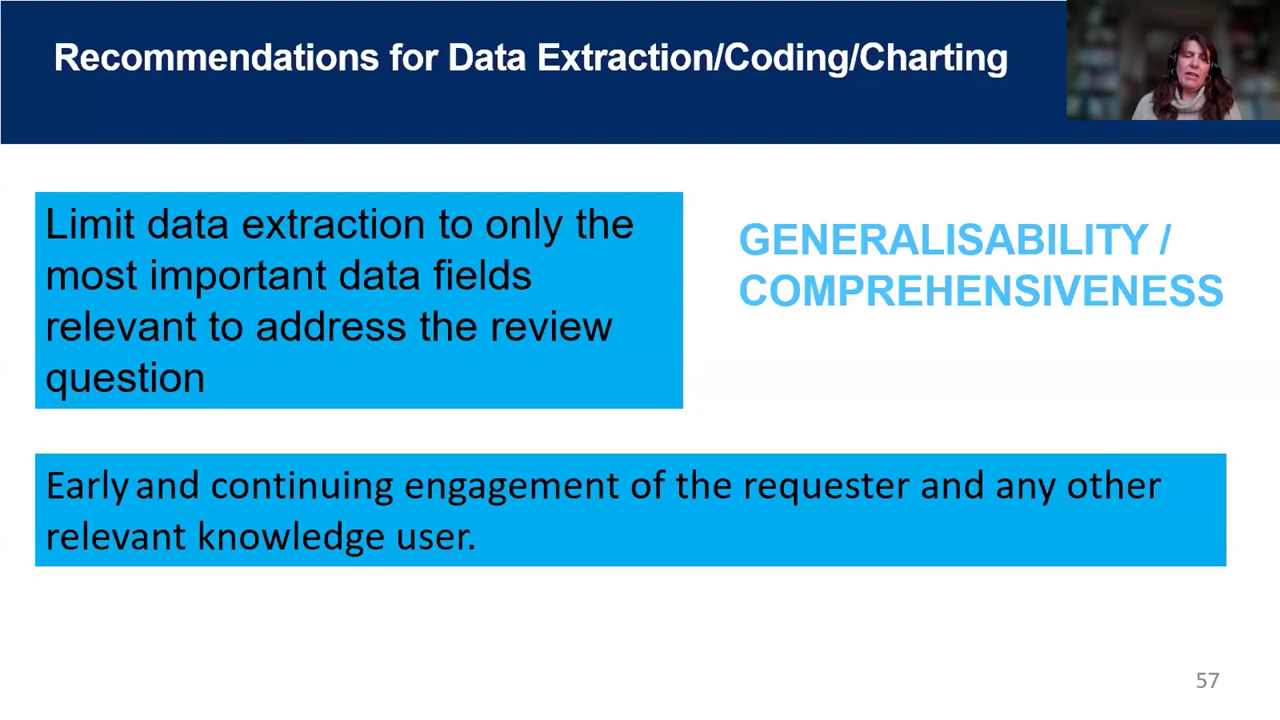 Recommendations for Data Extraction/Coding/Charting
Limit data extraction to only the
most important data fields
relevant to address the review
question
GENERALISABILITY /
COMPREHENSIVENESS
Early and continuing engagement of the requester and any other
relevant knowledge user.
57